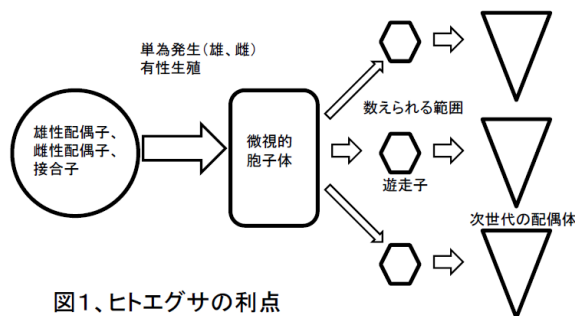 単為発生(雄、雌)
有性生殖
雄性配偶子、
雌性配偶子、
接合子
微視的
胞子体
数えられる範囲
遊走子
次世代の配偶体
図1、ヒトエグサの利点